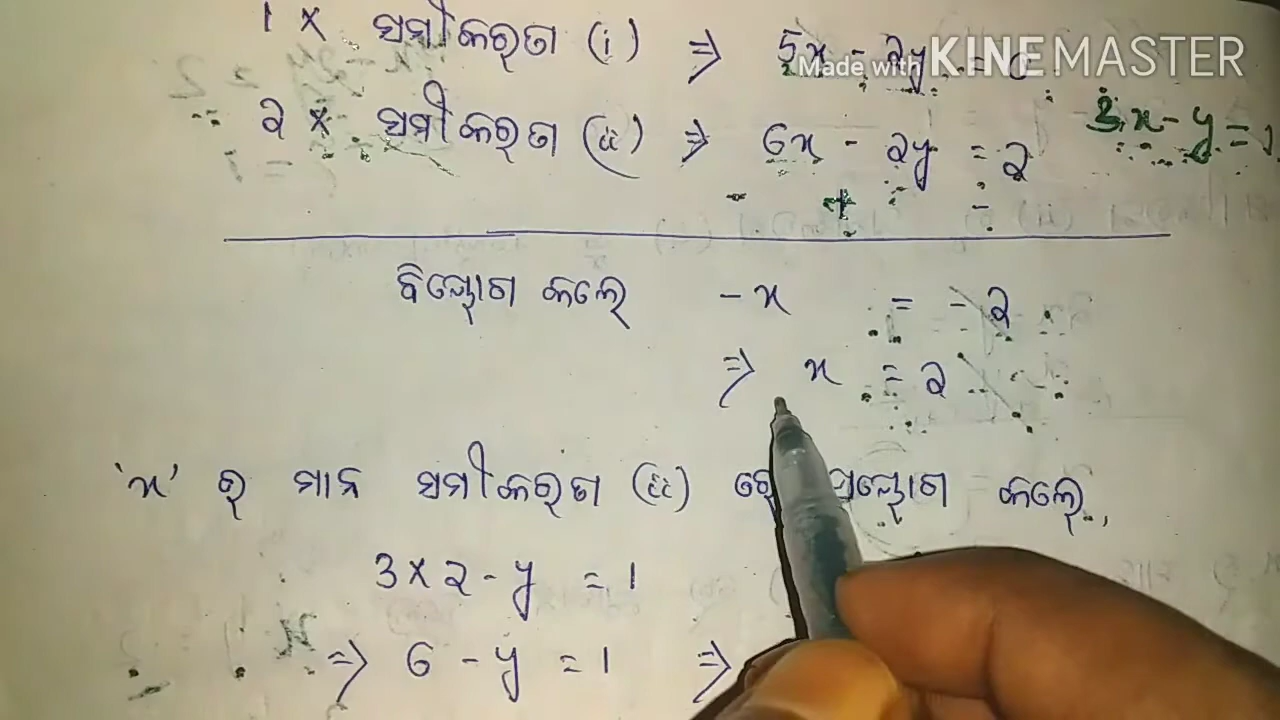 1 × ସମୀକରଣ (i) ⇒ 5x - 2y = 0
Made with KINEMASTER
2 × ସମୀକରଣ (ii) ⇒ 6x - 2y = 2
3x - y = 1
- + -
ବିୟୋଗ କଲେ -x = -2
⇒ x = 2
'x' ର ମାନ ସମୀକରଣ (ii) ରେ ପ୍ରୟୋଗ କଲେ,
3 × 2 - y = 1
⇒ 6 - y = 1 ⇒